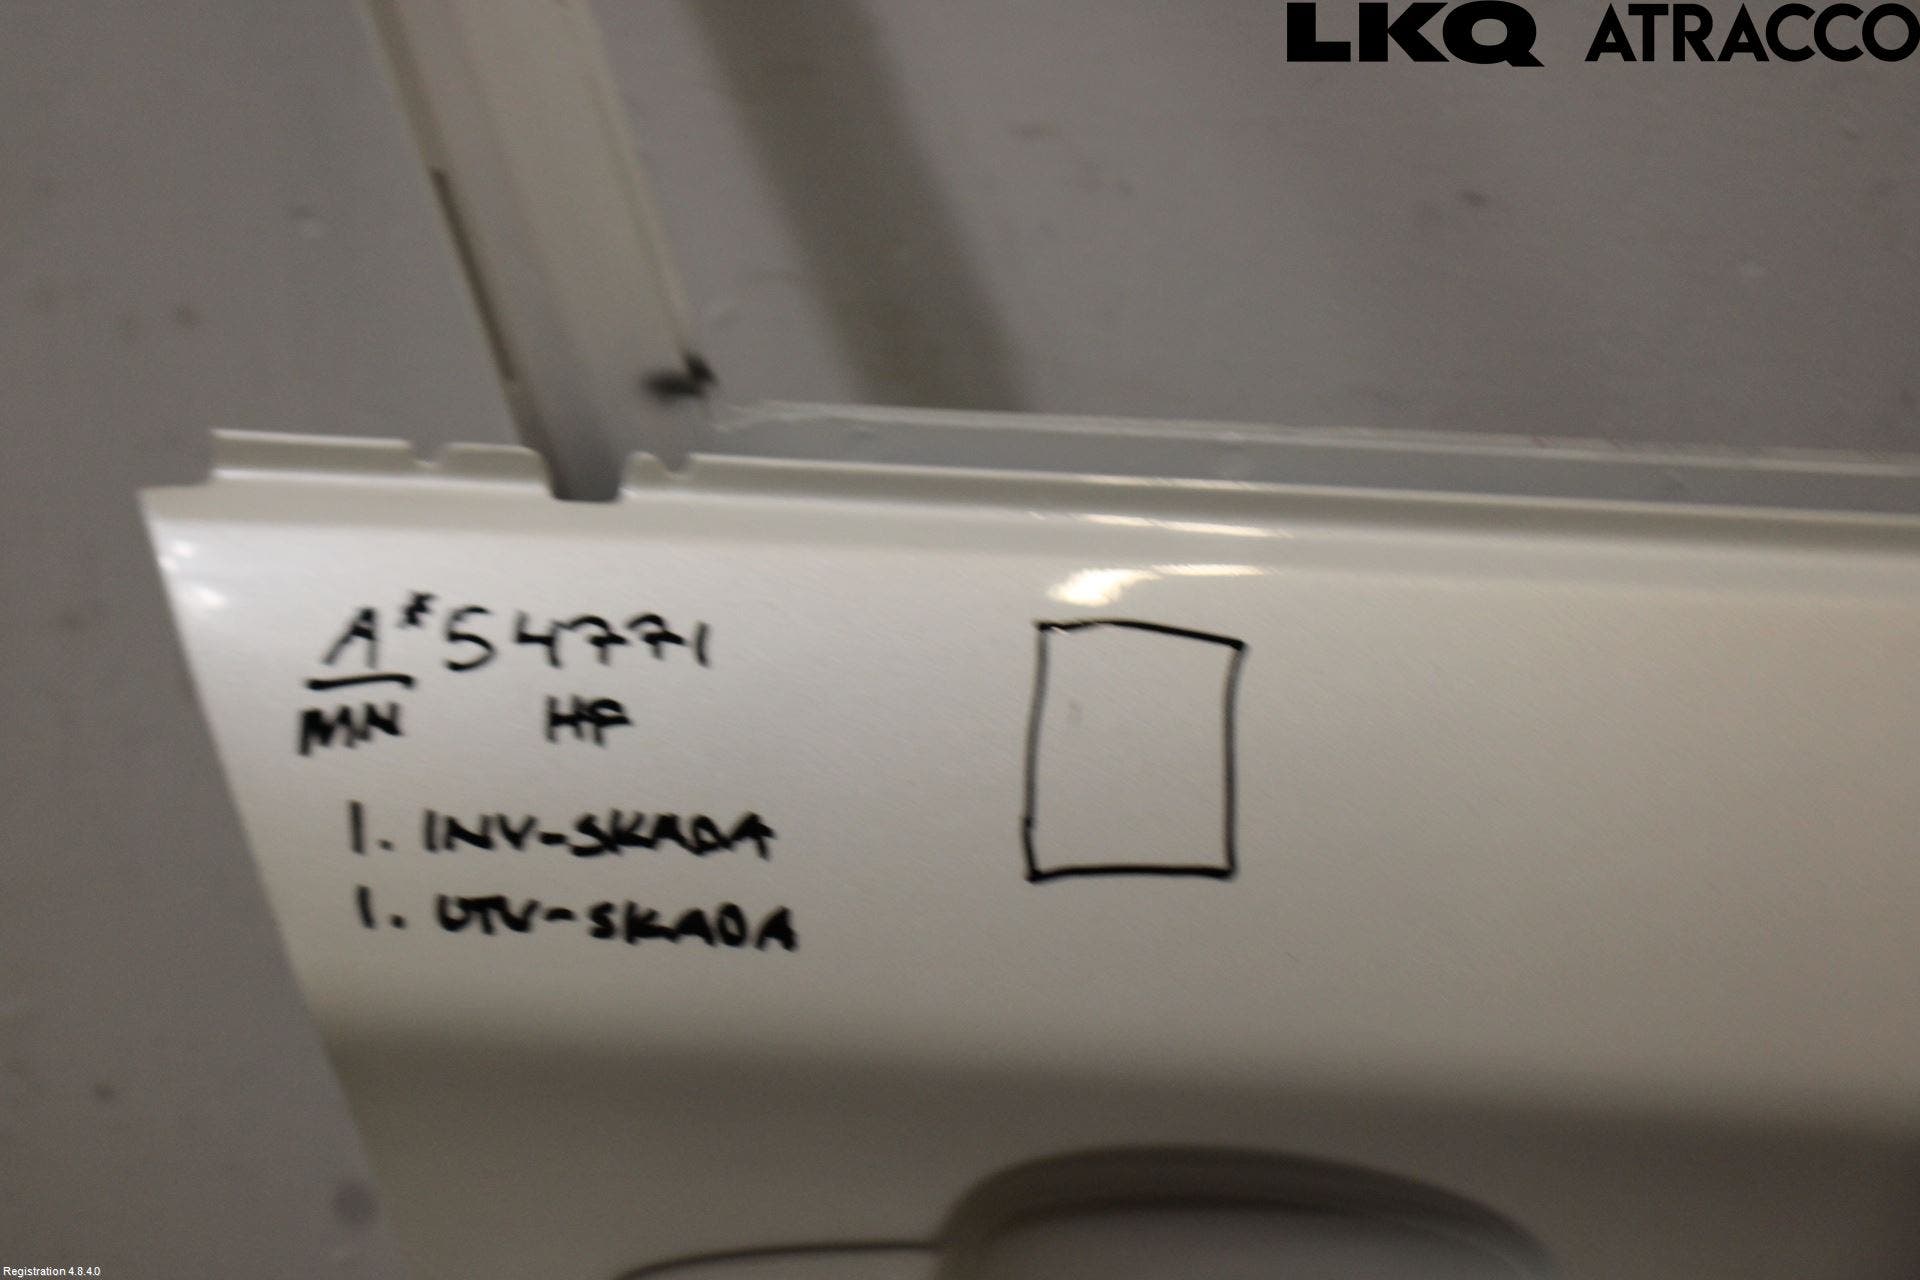 LKQ ATRACCO
A*54771
MN HF
1. INV-SKADA
1. UTV-SKADA
Registration 4.8.4.0